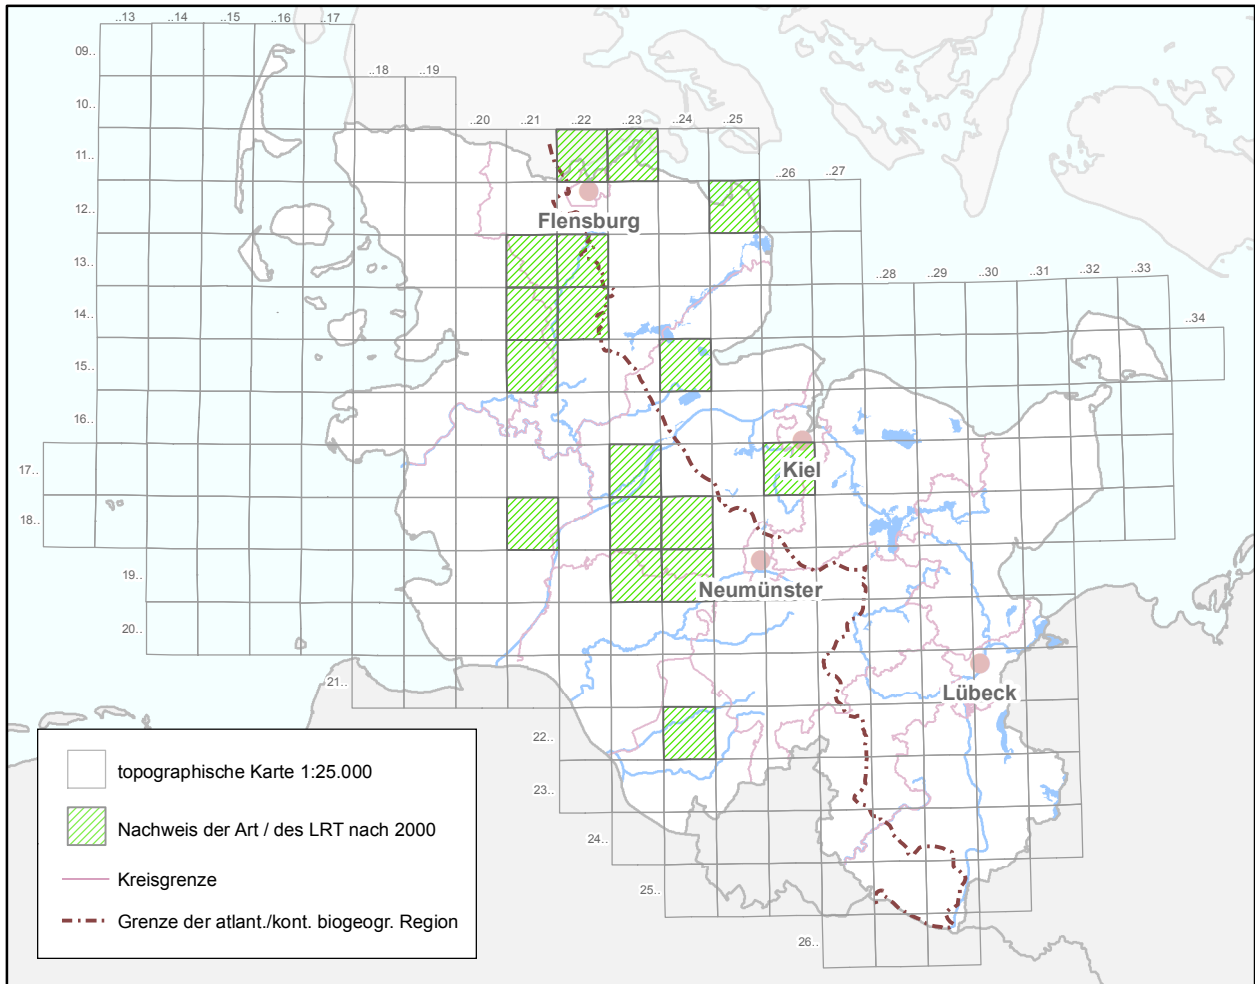 ..13 ..14 ..15 ..16 ..17
09..
..18 ..19
10..
..20 ..21 ..22 ..23 ..24 ..25
11..
..26 ..27
12..
Flensburg
13..
..28 ..29 ..30 ..31 ..32 ..33
14..
..34
15..
16..
17..
Kiel
18..
19..
Neumünster
20..
21..
Lübeck
22..
23..
24..
25..
26..
topographische Karte 1:25.000
Nachweis der Art / des LRT nach 2000
Kreisgrenze
Grenze der atlant./kont. biogeogr. Region